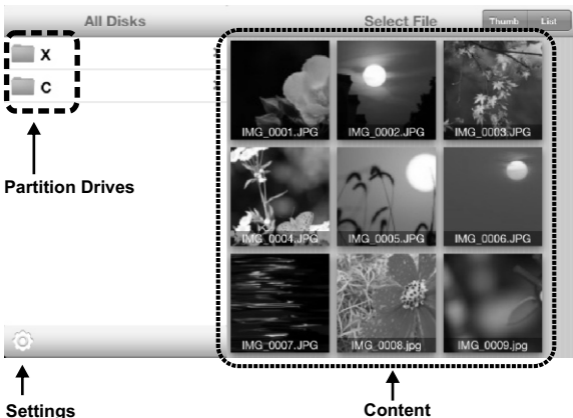 All Disks
Select File
Thumb
List
X
C
IMG_0001.JPG
IMG_0002.JPG
IMG_0003.JPG
Partition Drives
IMG_0004.JPG
IMG_0005.JPG
IMG_0006.JPG
IMG_0007.JPG
IMG_0008.jpg
IMG_0009.jpg
Settings
Content